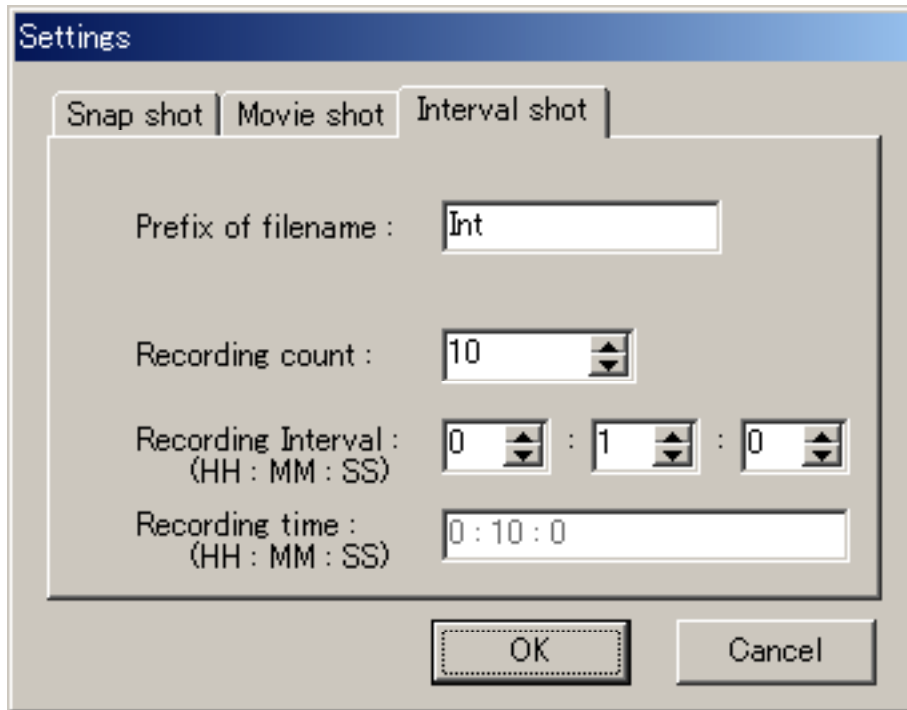 Settings
Snap shot Movie shot Interval shot
Prefix of filename : Int
Recording count : 10
Recording Interval : 0 : 1 : 0
(HH : MM : SS)
Recording time : 0 : 10 : 0
(HH : MM : SS)
OK Cancel